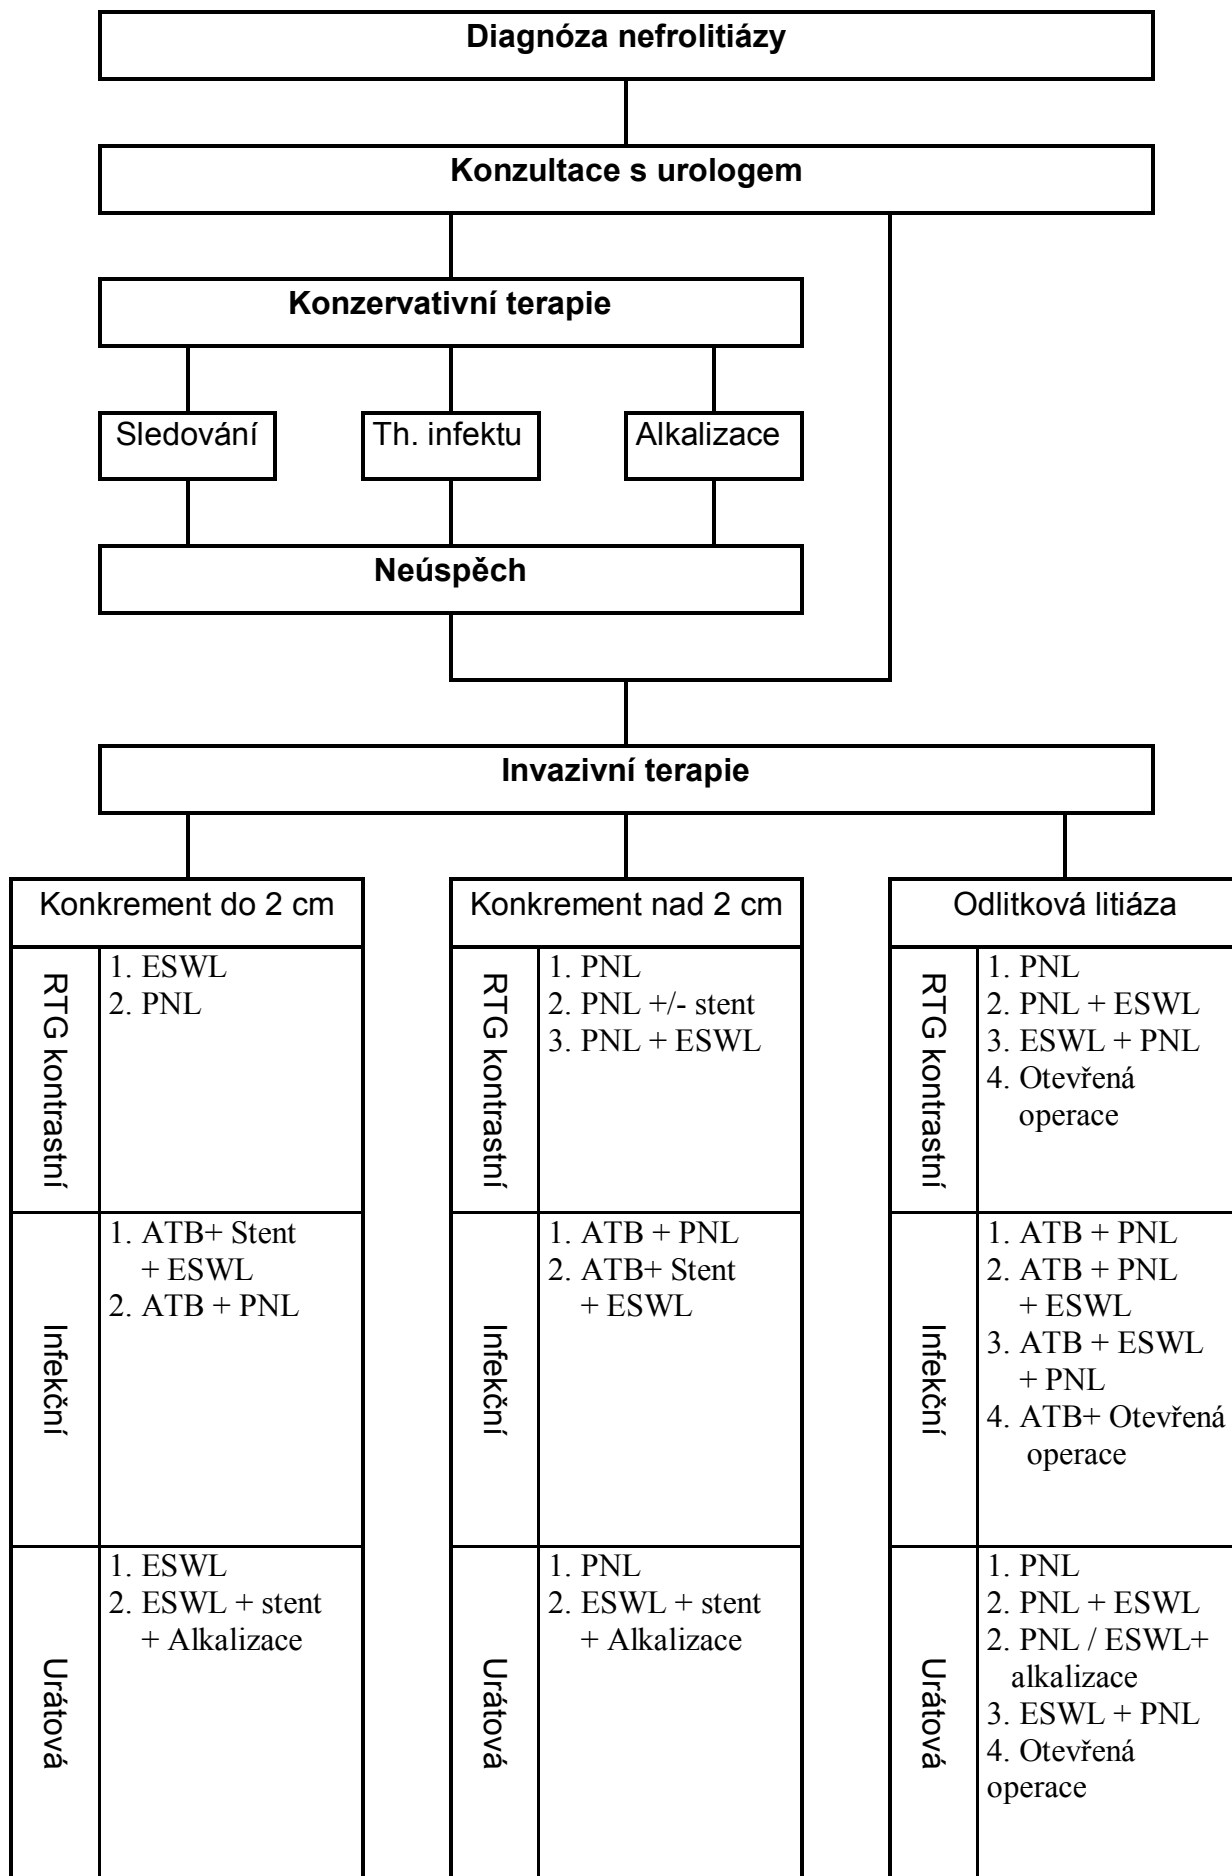 Diagnóza nefrolitiázy
Konzultace s urologem
Konzervativní terapie
Sledování
Th. infektu
Alkalizace
Neúspěch
Invazivní terapie
Konkrement do 2 cm
RTG kontrastní
1. ESWL
2. PNL
Infekční
1. ATB+ Stent
+ ESWL
2. ATB + PNL
Urátová
1. ESWL
2. ESWL + stent
+ Alkalizace
Konkrement nad 2 cm
RTG kontrastní
1. PNL
2. PNL +/- stent
3. PNL + ESWL
Infekční
1. ATB + PNL
2. ATB+ Stent
+ ESWL
Urátová
1. PNL
2. ESWL + stent
+ Alkalizace
Odlitková litiáza
RTG kontrastní
1. PNL
2. PNL + ESWL
3. ESWL + PNL
4. Otevřená
operace
Infekční
1. ATB + PNL
2. ATB + PNL
+ ESWL
3. ATB + ESWL
+ PNL
4. ATB+ Otevřená
operace
Urátová
1. PNL
2. PNL + ESWL
2. PNL / ESWL+
alkalizace
3. ESWL + PNL
4. Otevřená
operace